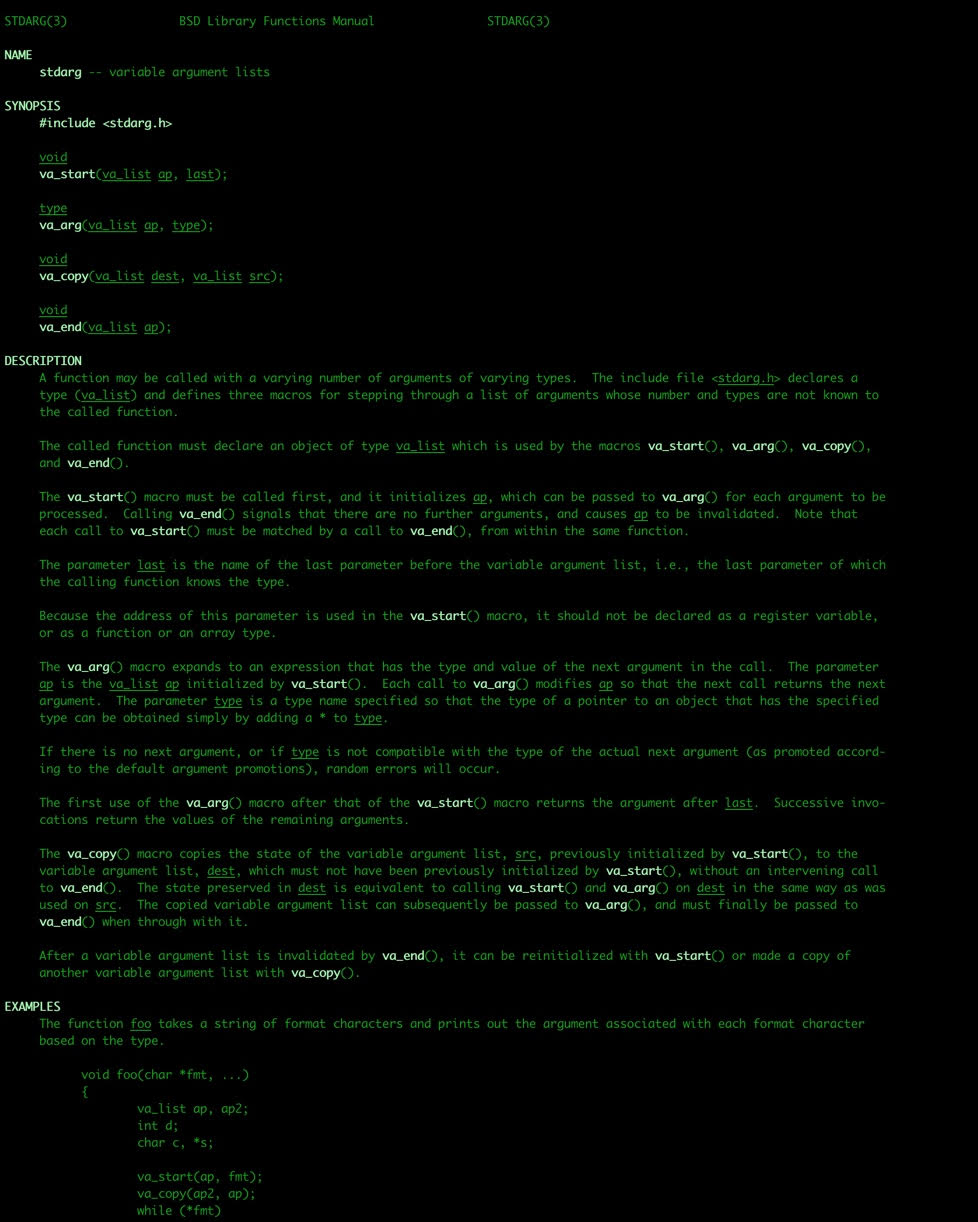 STDARG(3)                BSD Library Functions Manual                STDARG(3)

NAME
     stdarg -- variable argument lists

SYNOPSIS
     #include <stdarg.h>

     void
     va_start(va_list ap, last);

     type
     va_arg(va_list ap, type);

     void
     va_copy(va_list dest, va_list src);

     void
     va_end(va_list ap);

DESCRIPTION
     A function may be called with a varying number of arguments of varying types.  The include file <stdarg.h> declares a
     type (va_list) and defines three macros for stepping through a list of arguments whose number and types are not known to
     the called function.

     The called function must declare an object of type va_list which is used by the macros va_start(), va_arg(), va_copy(),
     and va_end().

     The va_start() macro must be called first, and it initializes ap, which can be passed to va_arg() for each argument to be
     processed.  Calling va_end() signals that there are no further arguments, and causes ap to be invalidated.  Note that
     each call to va_start() must be matched by a call to va_end(), from within the same function.

     The parameter last is the name of the last parameter before the variable argument list, i.e., the last parameter of which
     the calling function knows the type.

     Because the address of this parameter is used in the va_start() macro, it should not be declared as a register variable,
     or as a function or an array type.

     The va_arg() macro expands to an expression that has the type and value of the next argument in the call.  The parameter
     ap is the va_list ap initialized by va_start().  Each call to va_arg() modifies ap so that the next call returns the next
     argument.  The parameter type is a type name specified so that the type of a pointer to an object that has the specified
     type can be obtained simply by adding a * to type.

     If there is no next argument, or if type is not compatible with the type of the actual next argument (as promoted accord-
     ing to the default argument promotions), random errors will occur.

     The first use of the va_arg() macro after that of the va_start() macro returns the argument after last.  Successive invo-
     cations return the values of the remaining arguments.

     The va_copy() macro copies the state of the variable argument list, src, previously initialized by va_start(), to the
     variable argument list, dest, which must not have been previously initialized by va_start(), without an intervening call
     to va_end().  The state preserved in dest is equivalent to calling va_start() and va_arg() on dest in the same way as was
     used on src.  The copied variable argument list can subsequently be passed to va_arg(), and must finally be passed to
     va_end() when through with it.

     After a variable argument list is invalidated by va_end(), it can be reinitialized with va_start() or made a copy of
     another variable argument list with va_copy().

EXAMPLES
     The function foo takes a string of format characters and prints out the argument associated with each format character
     based on the type.

           void foo(char *fmt, ...)
           {
                   va_list ap, ap2;
                   int d;
                   char c, *s;

                   va_start(ap, fmt);
                   va_copy(ap2, ap);
                   while (*fmt)